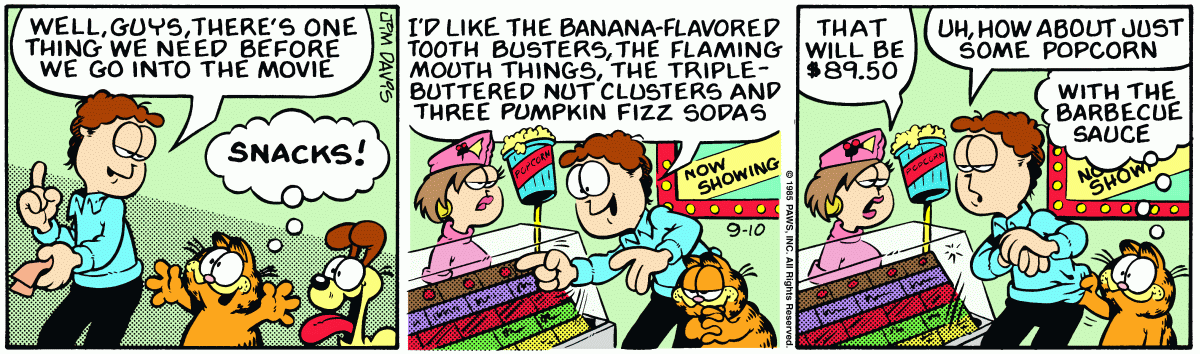 WELL, GUYS, THERE'S ONE
THING WE NEED BEFORE
WE GO INTO THE MOVIE
SNACKS!
JIM DAVIS
I'D LIKE THE BANANA-FLAVORED
TOOTH BUSTERS, THE FLAMING
MOUTH THINGS, THE TRIPLE-
BUTTERED NUT CLUSTERS AND
THREE PUMPKIN FIZZ SODAS
POPCORN
NOW
SHOWING
9-10
© 1985 PAWS, INC. All Rights Reserved.
THAT
WILL BE
$89.50
UH, HOW ABOUT JUST
SOME POPCORN
WITH THE
BARBECUE
SAUCE
POPCORN
NO
SHOW